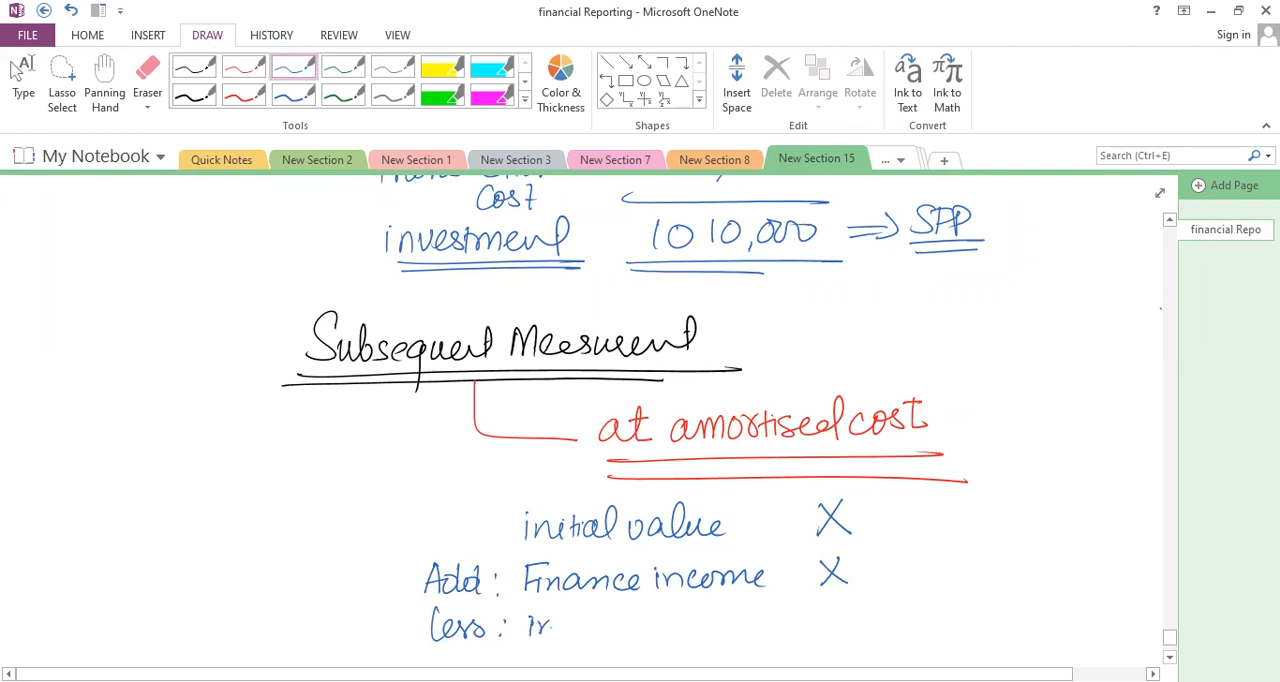 financial Reporting - Microsoft OneNote
FILE HOME INSERT DRAW HISTORY REVIEW VIEW
Sign in
Type
Lasso Select
Panning Hand
Eraser
Color & Thickness
Insert Space
Delete
Arrange
Rotate
Ink to Text
Ink to Math
Tools
Shapes
Edit
Convert
My Notebook
Quick Notes
New Section 2
New Section 1
New Section 3
New Section 7
New Section 8
New Section 15
...
Search (Ctrl+E)
Add Page
financial Repo
Cost
investment 10 10,000 => SFP
Subsequent Mesurment
at amortised cost
initial value X
Add: Finance income X
less: